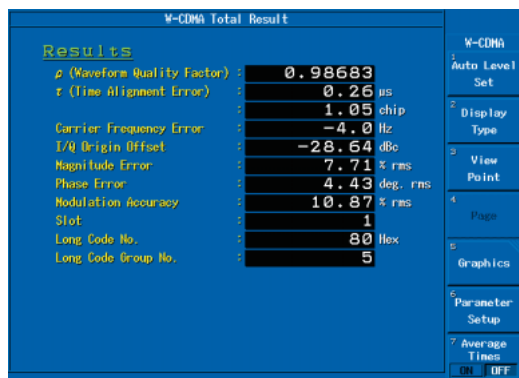 W-CDMA Total Result
Results
ρ (Waveform Quality Factor) : 0.98683
τ (Time Alignment Error) : 0.26 µs
: 1.05 chip
Carrier Frequency Error : -4.0 Hz
I/Q Origin Offset : -28.64 dBc
Magnitude Error : 7.71 % rms
Phase Error : 4.43 deg. rms
Modulation Accuracy : 10.87 % rms
Slot : 1
Long Code No. : 80 Hex
Long Code Group No. : 5
W-CDMA
1
Auto Level
Set
2
Display
Type
3
View
Point
4
Page
5
Graphics
6
Parameter
Setup
7
Average
Times
ON OFF